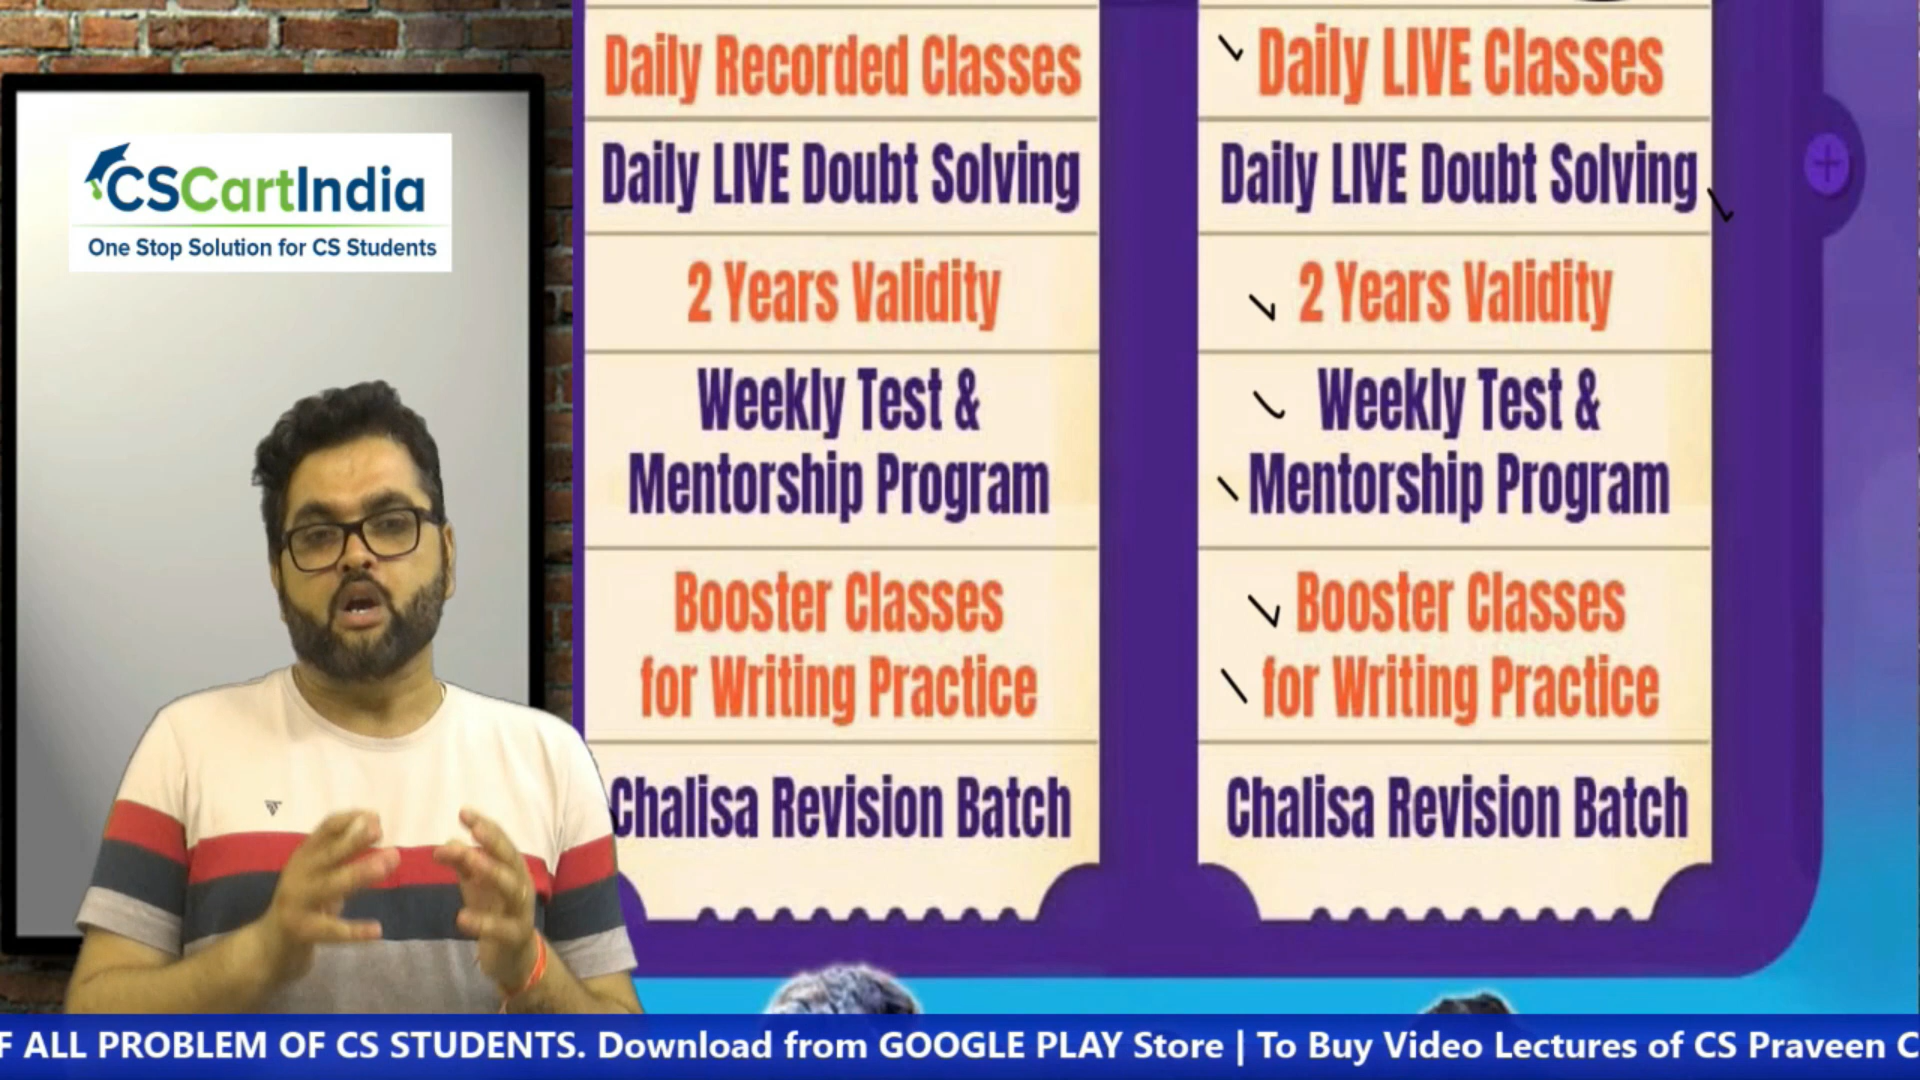 CSCartIndia
One Stop Solution for CS Students
Daily Recorded Classes
Daily LIVE Doubt Solving
2 Years Validity
Weekly Test &
Mentorship Program
Booster Classes
for Writing Practice
Chalisa Revision Batch
Daily LIVE Classes
Daily LIVE Doubt Solving
2 Years Validity
Weekly Test &
Mentorship Program
Booster Classes
for Writing Practice
Chalisa Revision Batch
F ALL PROBLEM OF CS STUDENTS. Download from GOOGLE PLAY Store | To Buy Video Lectures of CS Praveen C